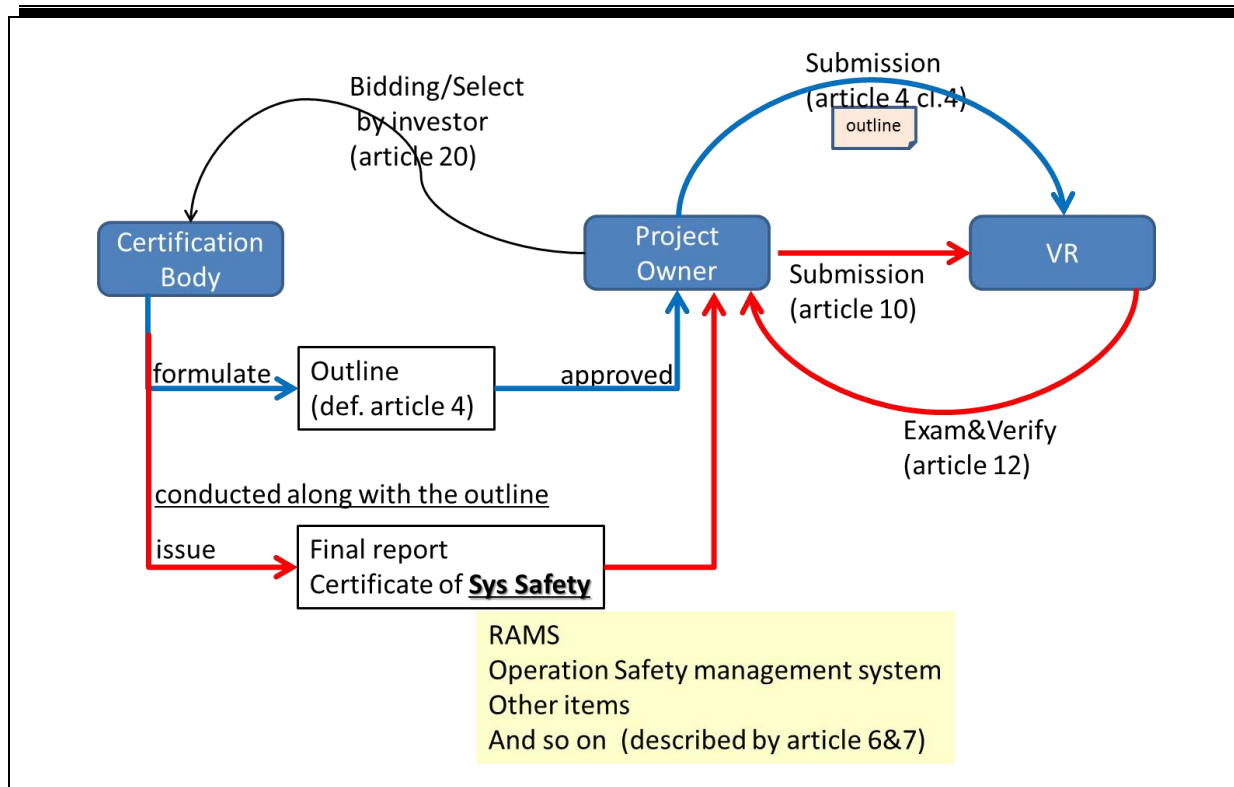 Bidding/Select
by investor
(article 20)
Submission
(article 4 cl.4)
outline
Certification
Body
Project
Owner
VR
Submission
(article 10)
formulate
Outline
(def. article 4)
approved
Exam&Verify
(article 12)
conducted along with the outline
issue
Final report
Certificate of Sys Safety
RAMS
Operation Safety management system
Other items
And so on (described by article 6&7)